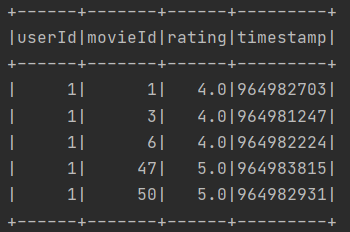 +------+-------+------+---------+
|userId|movieId|rating|timestamp|
+------+-------+------+---------+
|     1|      1|   4.0|964982703|
|     1|      3|   4.0|964981247|
|     1|      6|   4.0|964982224|
|     1|     47|   5.0|964983815|
|     1|     50|   5.0|964982931|
+------+-------+------+---------+